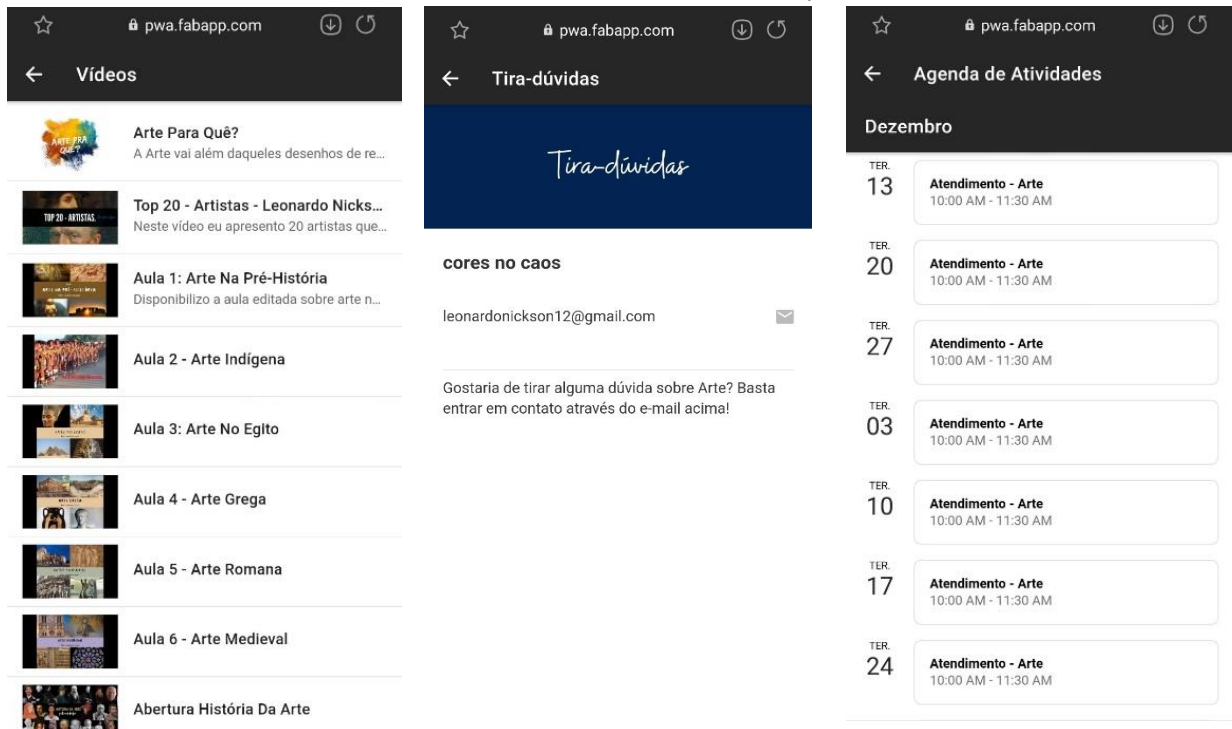 pwa.fabapp.com
Vídeos
ARTE PRA
QUÊ?
Arte Para Quê?
A Arte vai além daqueles desenhos de re...
TOP 20 - ARTISTAS.
Top 20 - Artistas - Leonardo Nicks...
Neste vídeo eu apresento 20 artistas que...
Aula 1: Arte Na Pré-História
Disponibilizo a aula editada sobre arte n...
Aula 2 - Arte Indígena
Aula 3: Arte No Egito
Aula 4 - Arte Grega
Aula 5 - Arte Romana
Aula 6 - Arte Medieval
Abertura História Da Arte
pwa.fabapp.com
Tira-dúvidas
Tira-dúvidas
cores no caos
leonardonickson12@gmail.com
Gostaria de tirar alguma dúvida sobre Arte? Basta
entrar em contato através do e-mail acima!
pwa.fabapp.com
Agenda de Atividades
Dezembro
TER.
13
Atendimento - Arte
10:00 AM - 11:30 AM
TER.
20
Atendimento - Arte
10:00 AM - 11:30 AM
TER.
27
Atendimento - Arte
10:00 AM - 11:30 AM
TER.
03
Atendimento - Arte
10:00 AM - 11:30 AM
TER.
10
Atendimento - Arte
10:00 AM - 11:30 AM
TER.
17
Atendimento - Arte
10:00 AM - 11:30 AM
TER.
24
Atendimento - Arte
10:00 AM - 11:30 AM